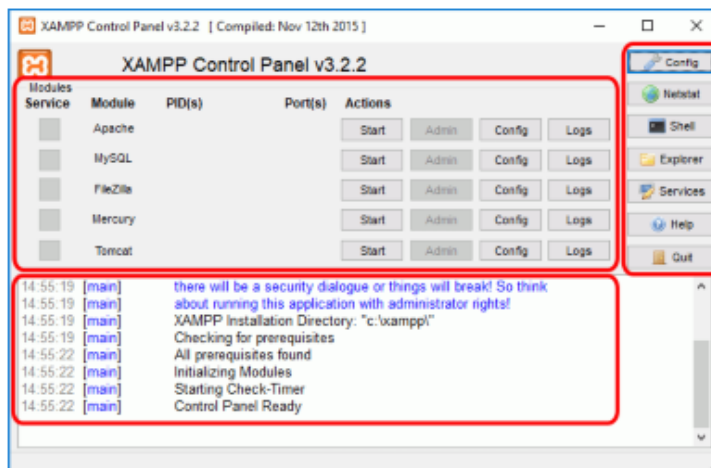 XAMPP Control Panel v3.2.2 [ Compiled: Nov 12th 2015 ]
XAMPP Control Panel v3.2.2
Config
Modules
Netstat
Service Module PID(s) Port(s) Actions
Apache Start Admin Config Logs
Shell
MySQL Start Admin Config Logs
Explorer
FileZilla Start Admin Config Logs
Services
Mercury Start Admin Config Logs
Help
Tomcat Start Admin Config Logs
Quit
14:55:19 [main] there will be a security dialogue or things will break! So think
14:55:19 [main] about running this application with administrator rights!
14:55:19 [main] XAMPP Installation Directory: "c:\xampp\"
14:55:19 [main] Checking for prerequisites
14:55:22 [main] All prerequisites found
14:55:22 [main] Initializing Modules
14:55:22 [main] Starting Check-Timer
14:55:22 [main] Control Panel Ready